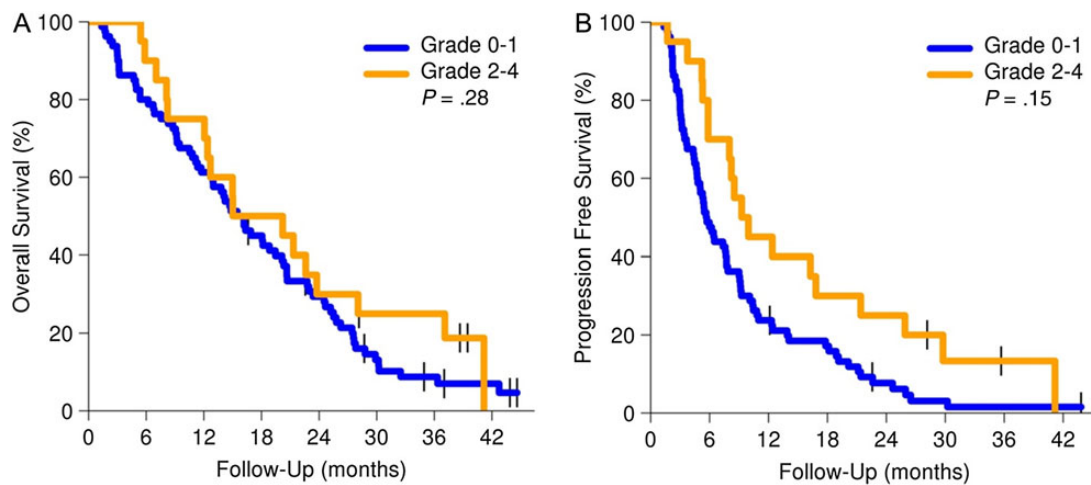 A
Overall Survival (%)
100
80
60
40
20
0
Grade 0-1
Grade 2-4
P = .28
0 6 12 18 24 30 36 42
Follow-Up (months)
B
Progression Free Survival (%)
100
80
60
40
20
0
Grade 0-1
Grade 2-4
P = .15
0 6 12 18 24 30 36 42
Follow-Up (months)